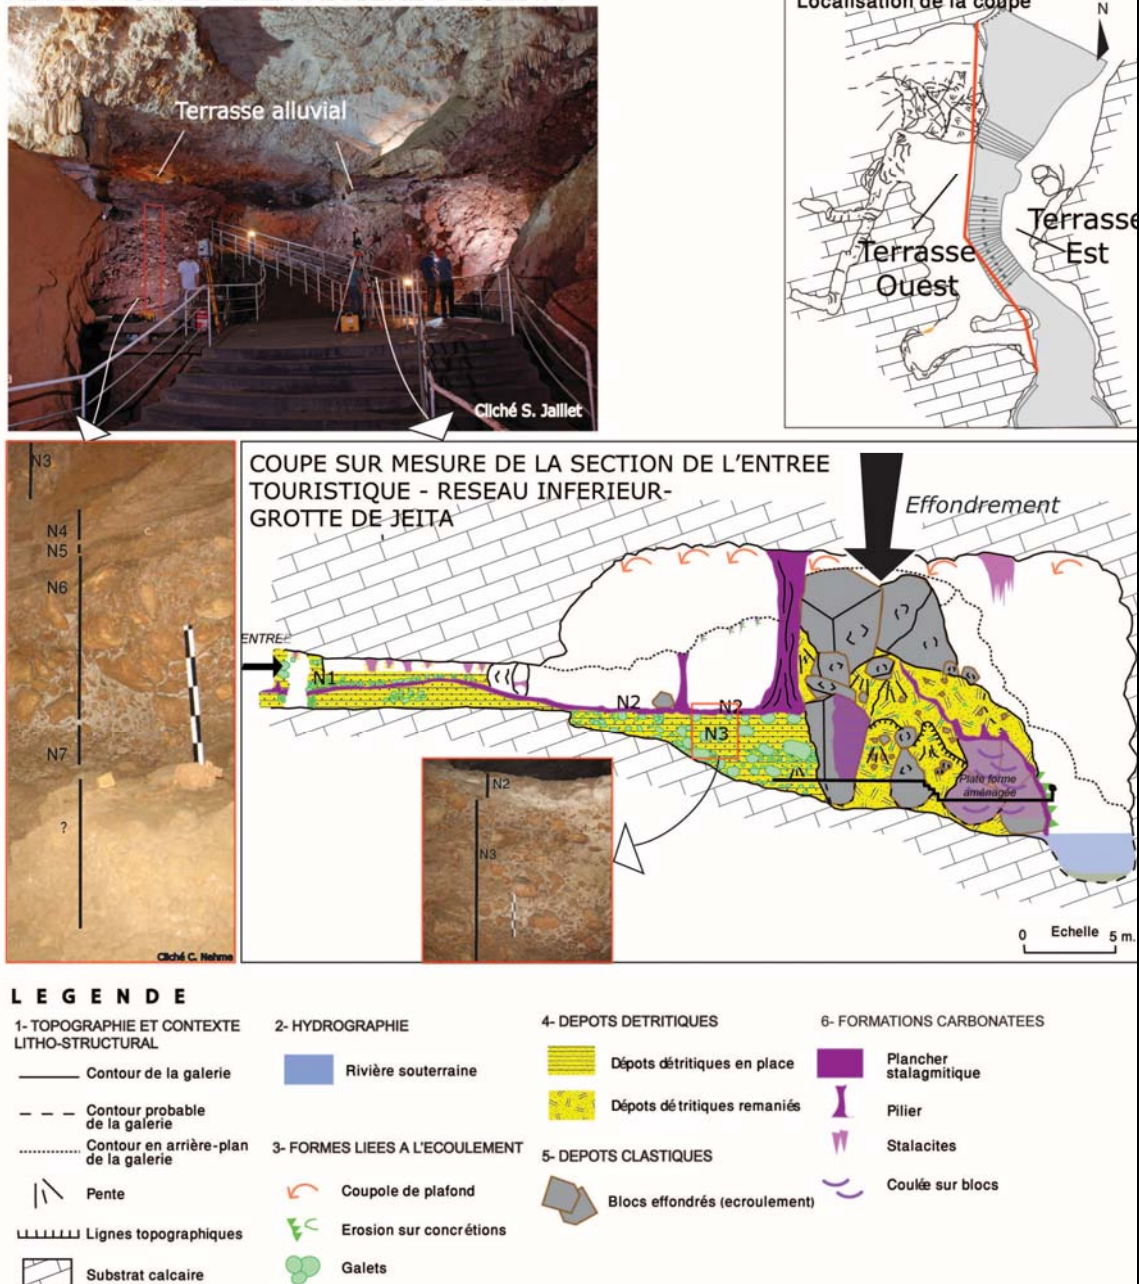 Terrasse alluvial
Cliché S. Jaillet
Localisation de la coupe
N
Terrasse
Ouest
Terrasse
Est
N3
N4
N5
N6
N7
?
Cliché C. Nehme
COUPE SUR MESURE DE LA SECTION DE L'ENTREE
TOURISTIQUE - RESEAU INFERIEUR-
GROTTE DE JEITA
Effondrement
ENTREE
N1
N2
N2
N3
Plate forme
aménagée
N2
N3
0 Echelle 5 m.
LEGENDE
1- TOPOGRAPHIE ET CONTEXTE
LITHO-STRUCTURAL
Contour de la galerie
Contour probable
de la galerie
Contour en arrière-plan
de la galerie
Pente
Lignes topographiques
Substrat calcaire
2- HYDROGRAPHIE
Rivière souterraine
3- FORMES LIEES A L'ECOULEMENT
Coupole de plafond
Erosion sur concrétions
Galets
4- DEPOTS DETRITIQUES
Dépots détritiques en place
Dépots dé tritiques remaniés
5- DEPOTS CLASTIQUES
Blocs effondrés (ecroulement)
6- FORMATIONS CARBONATEES
Plancher
stalagmitique
Pilier
Stalacites
Coulée sur blocs